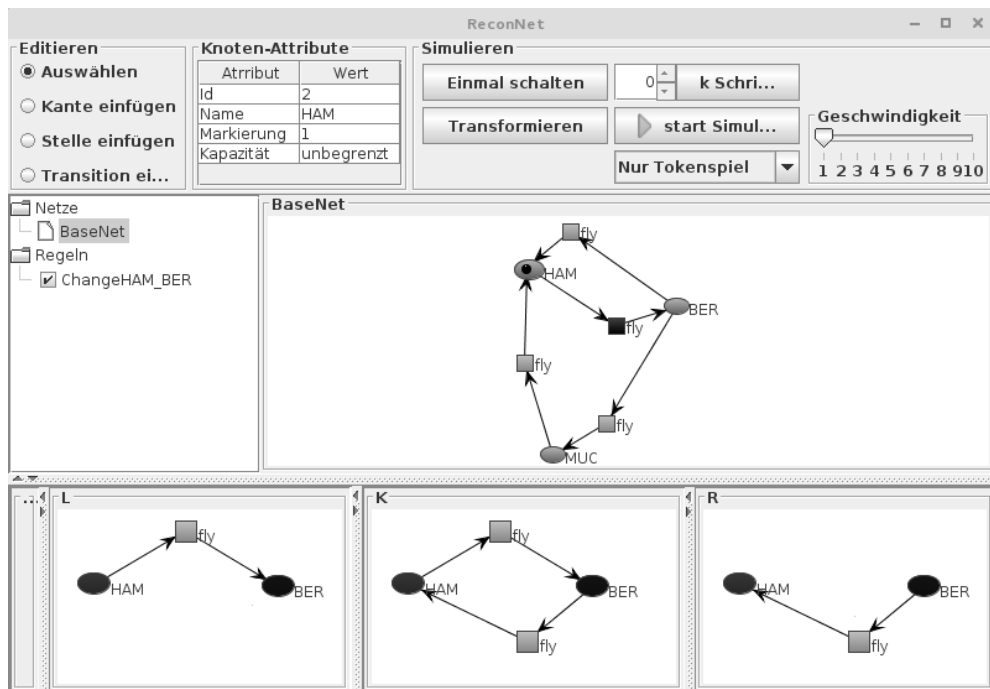 ReconNet
Editieren
Auswählen
Kante einfügen
Stelle einfügen
Transition ei...
Knoten-Attribute
Atrribut Wert
Id 2
Name HAM
Markierung 1
Kapazität unbegrenzt
Simulieren
Einmal schalten
0
k Schri...
Transformieren
start Simul...
Nur Tokenspiel
Geschwindigkeit
1 2 3 4 5 6 7 8 9 10
Netze
BaseNet
Regeln
ChangeHAM_BER
BaseNet
fly
HAM
BER
fly
fly
fly
MUC
...
L
fly
HAM
BER
K
fly
HAM
BER
fly
R
HAM
BER
fly